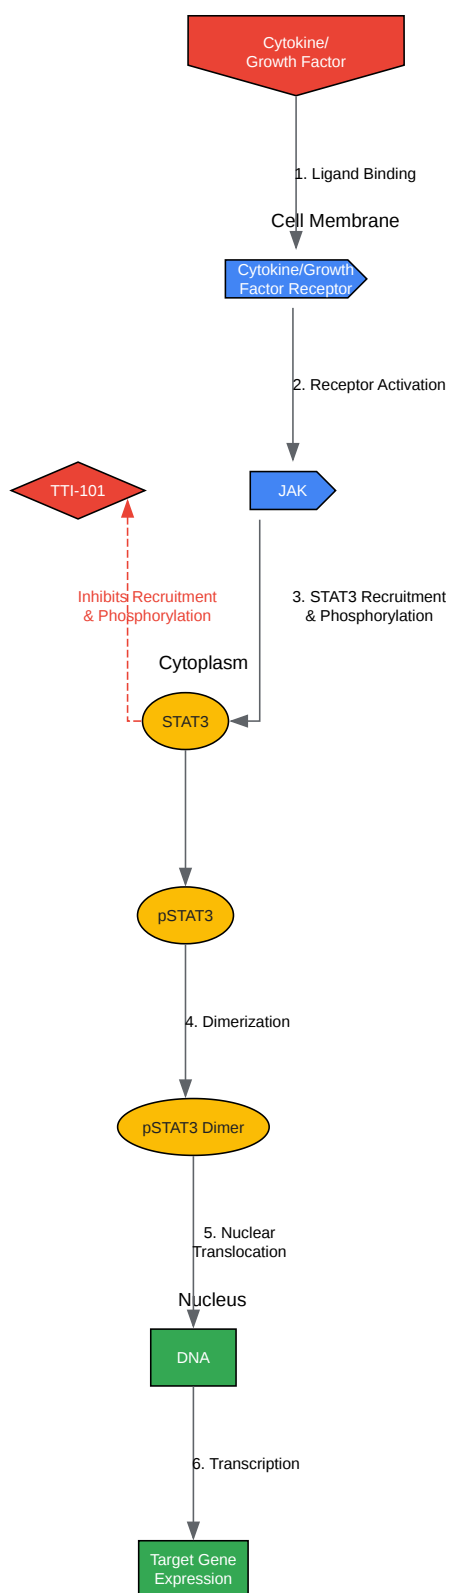 Cytokine/
Growth Factor
1. Ligand Binding
Cell Membrane
Cytokine/Growth
Factor Receptor
2. Receptor Activation
TTI-101
JAK
Inhibits Recruitment
& Phosphorylation
3. STAT3 Recruitment
& Phosphorylation
Cytoplasm
STAT3
pSTAT3
4. Dimerization
pSTAT3 Dimer
5. Nuclear
Translocation
Nucleus
DNA
6. Transcription
Target Gene
Expression